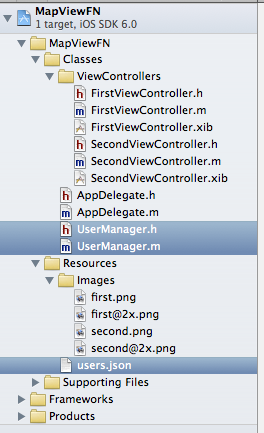 MapViewFN
1 target, iOS SDK 6.0
MapViewFN
Classes
ViewControllers
h FirstViewController.h
m FirstViewController.m
FirstViewController.xib
h SecondViewController.h
m SecondViewController.m
SecondViewController.xib
h AppDelegate.h
m AppDelegate.m
h UserManager.h
m UserManager.m
Resources
Images
first.png
first@2x.png
second.png
second@2x.png
users.json
Supporting Files
Frameworks
Products